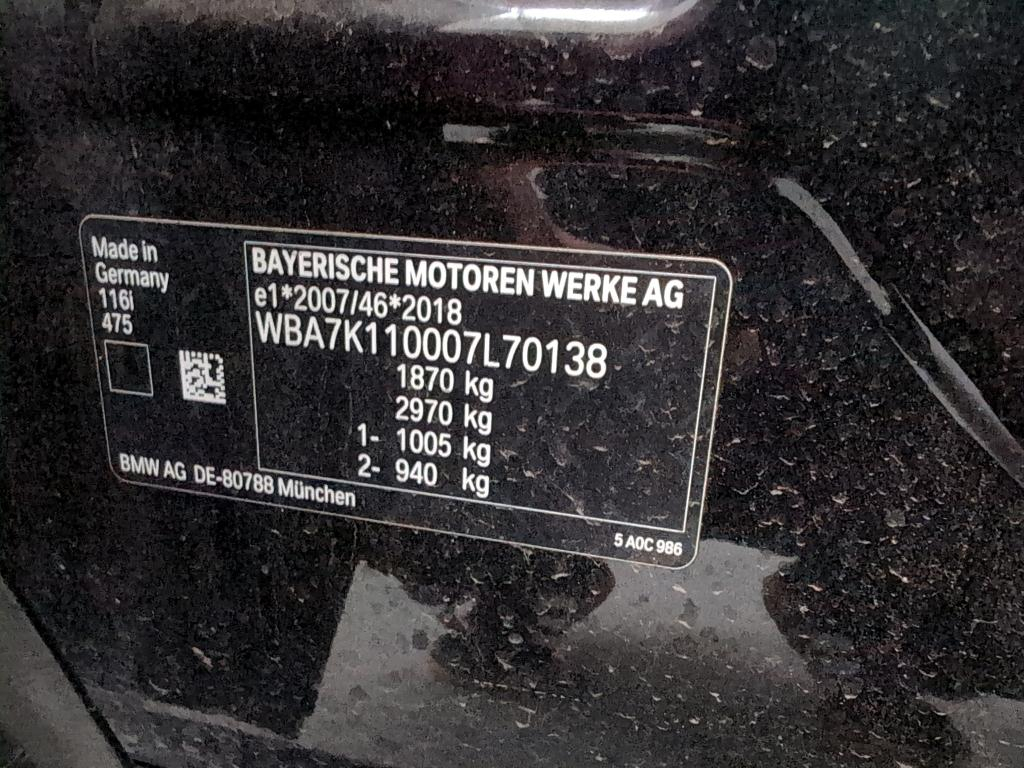 Made in
Germany
116i
475
BAYERISCHE MOTOREN WERKE AG
e1*2007/46*2018
WBA7K110007L70138
1870 kg
2970 kg
1- 1005 kg
2- 940 kg
BMW AG DE-80788 München
5 A0C 986